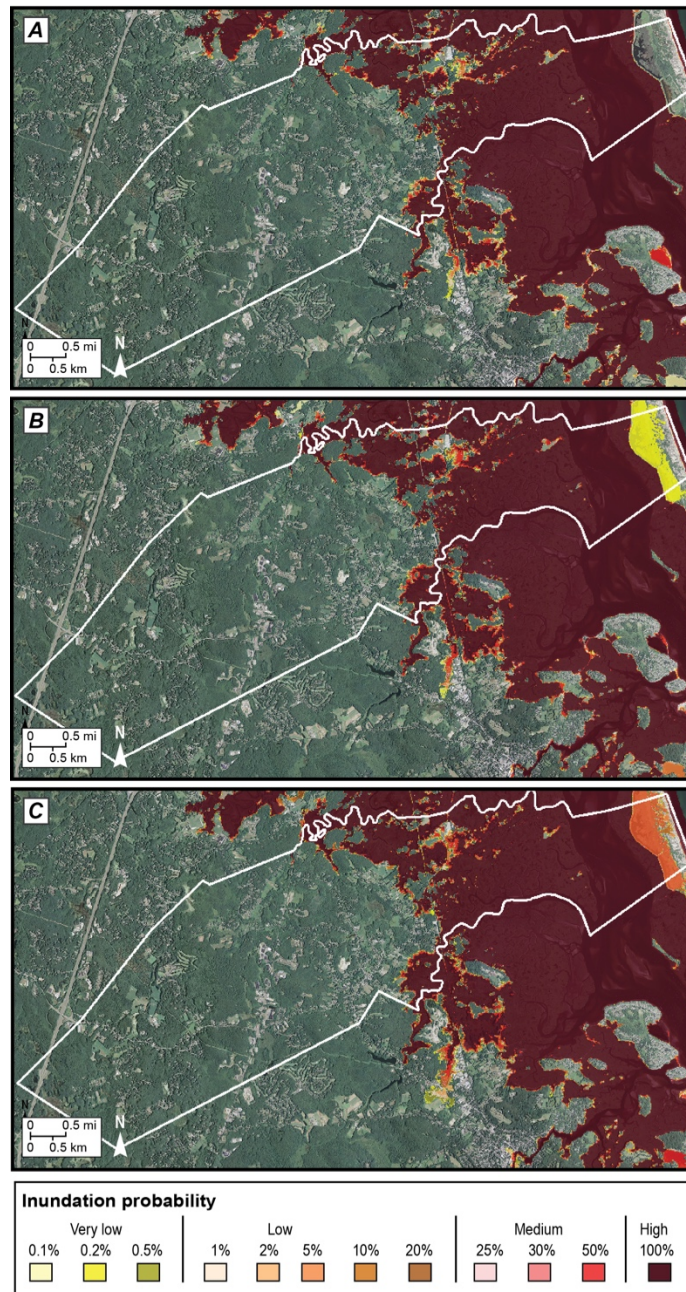 A
N
N
0 0.5 mi
0 0.5 km
B
N
N
0 0.5 mi
0 0.5 km
C
N
N
0 0.5 mi
0 0.5 km
Inundation probability
Very low Low Medium High
0.1% 0.2% 0.5% 1% 2% 5% 10% 20% 25% 30% 50% 100%